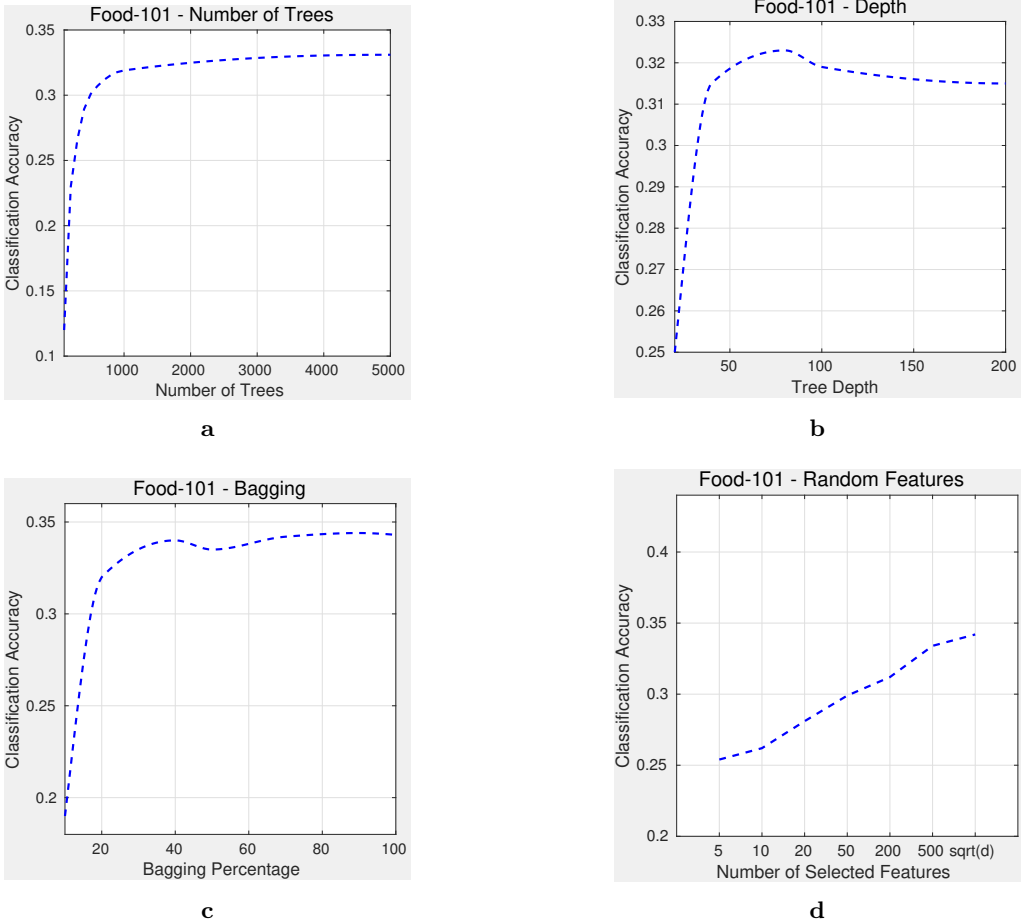 Food-101 - Number of Trees
Classification Accuracy
0.35
0.3
0.25
0.2
0.15
0.1
1000 2000 3000 4000 5000
Number of Trees
a
Food-101 - Depth
Classification Accuracy
0.33
0.32
0.31
0.3
0.29
0.28
0.27
0.26
0.25
50 100 150 200
Tree Depth
b
Food-101 - Bagging
Classification Accuracy
0.35
0.3
0.25
0.2
20 40 60 80 100
Bagging Percentage
c
Food-101 - Random Features
Classification Accuracy
0.4
0.35
0.3
0.25
0.2
5 10 20 50 200 500 sqrt(d)
Number of Selected Features
d